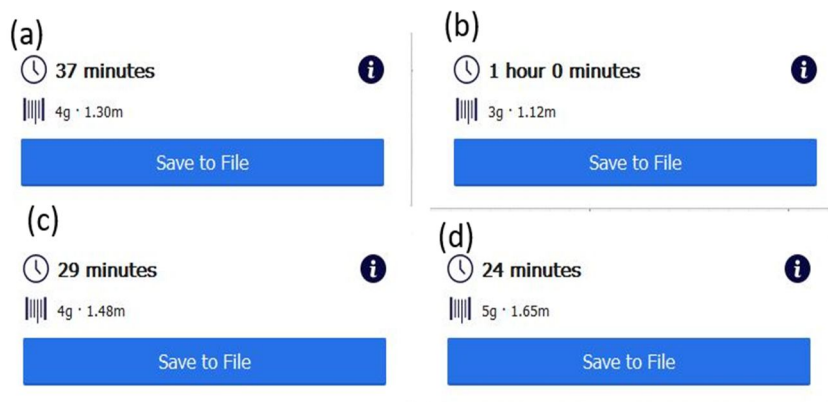 (a)
37 minutes
4g · 1.30m
Save to File
(b)
1 hour 0 minutes
3g · 1.12m
Save to File
(c)
29 minutes
4g · 1.48m
Save to File
(d)
24 minutes
5g · 1.65m
Save to File